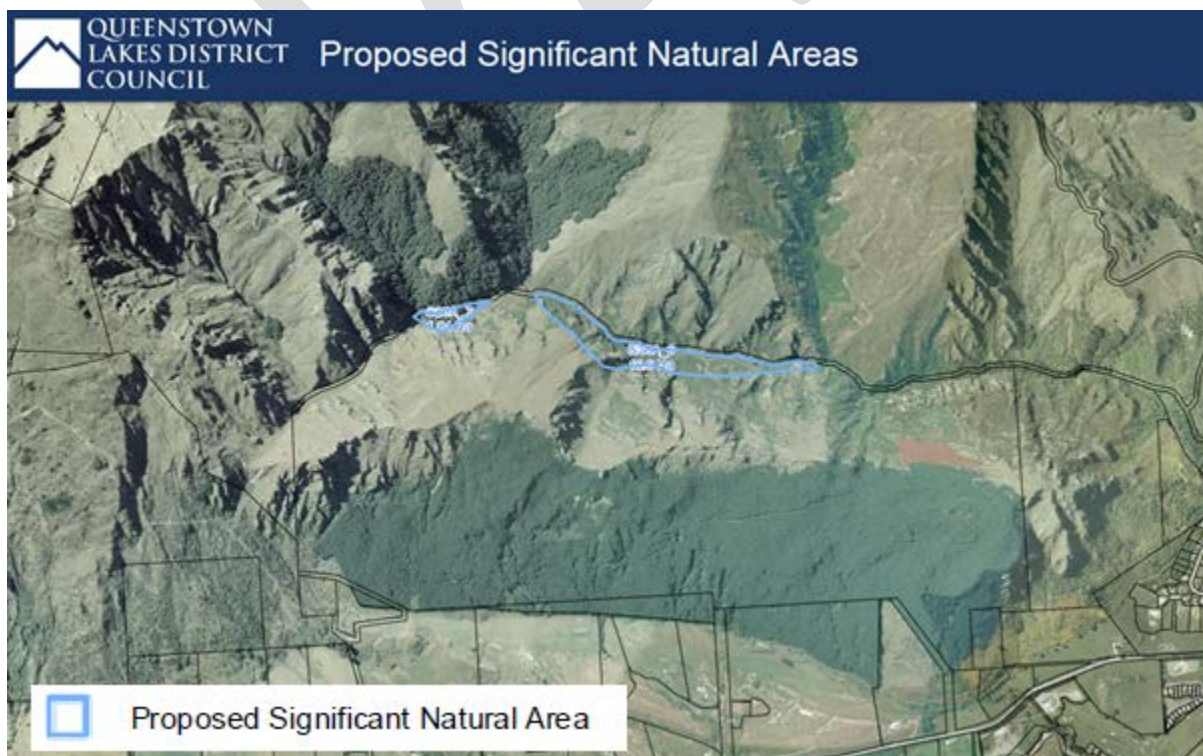 QUEENSTOWN
LAKES DISTRICT
COUNCIL
Proposed Significant Natural Areas
Proposed Significant Natural Area